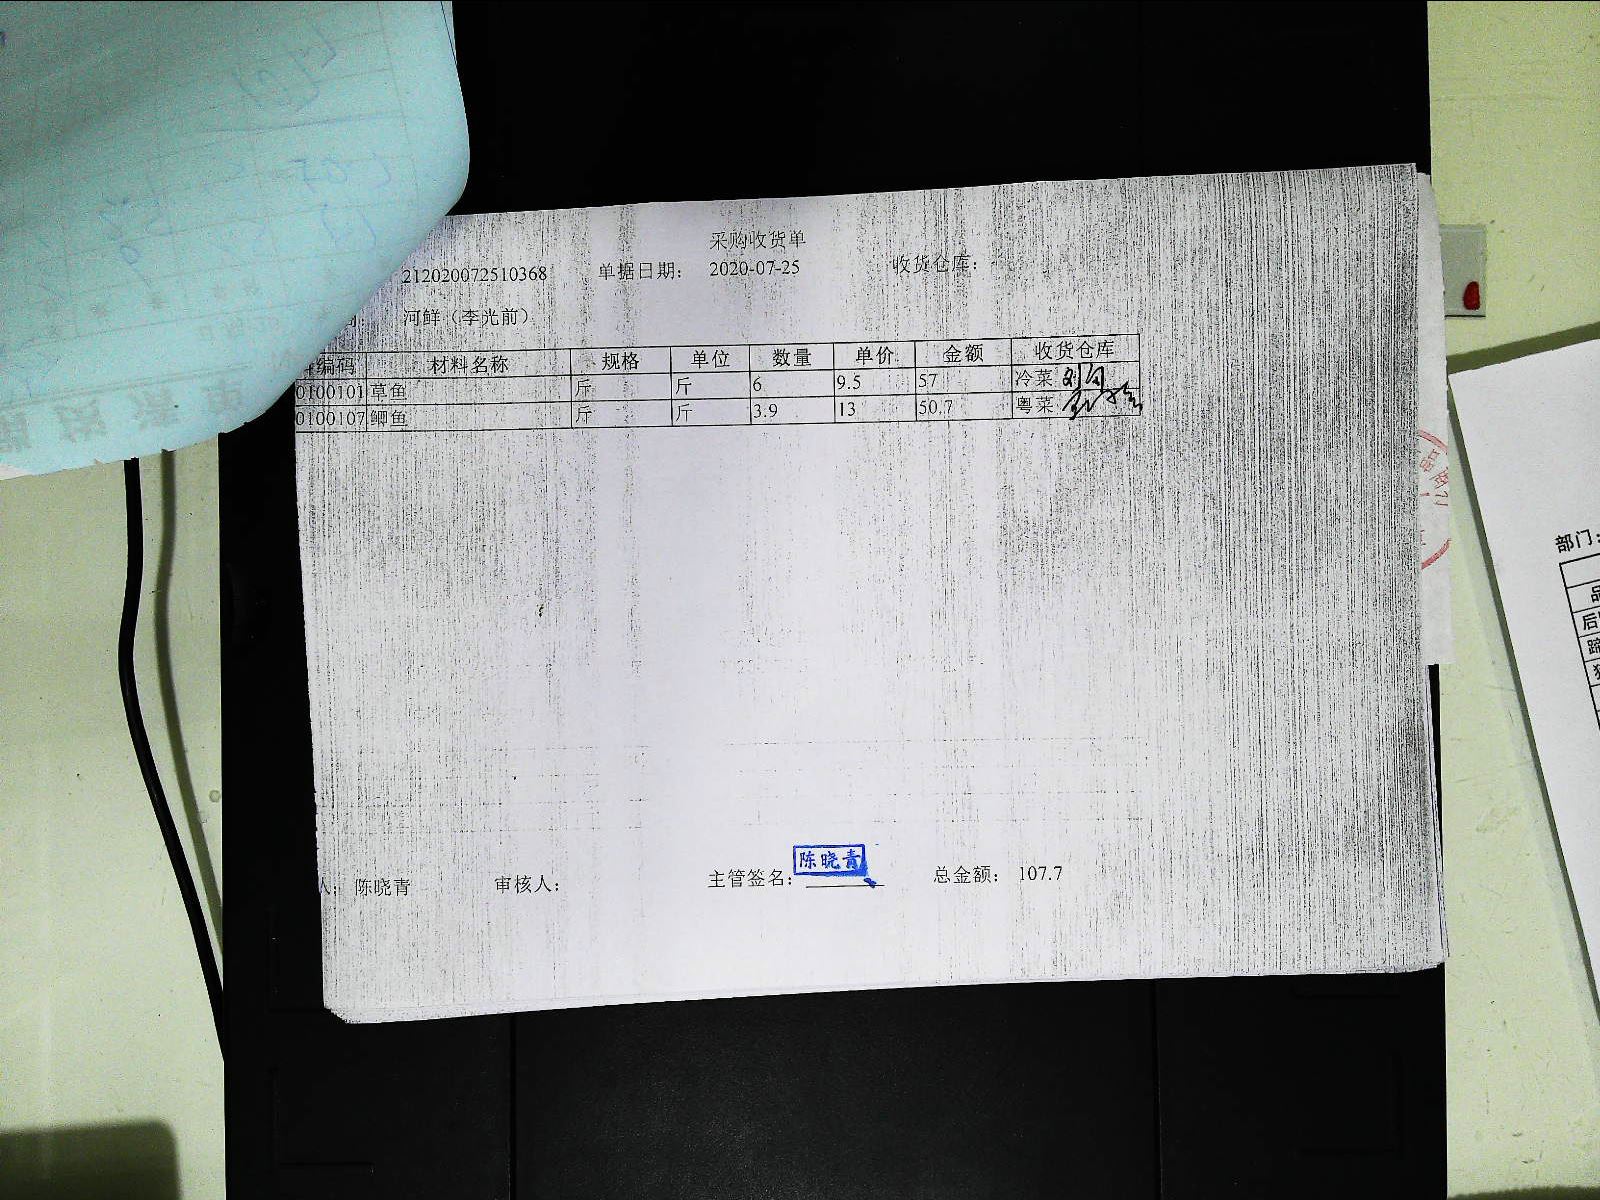 采购收货单
212020072510368 单据日期： 2020-07-25 收货仓库：
河鲜（李光前）
编码 材料名称 规格 单位 数量 单价 金额 收货仓库
0100101 草鱼 斤 斤 6 9.5 57 冷菜
0100107 鲫鱼 斤 斤 3.9 13 50.7 粤菜
陈晓青
人： 陈晓青 审核人： 主管签名： 总金额： 107.7
部门：